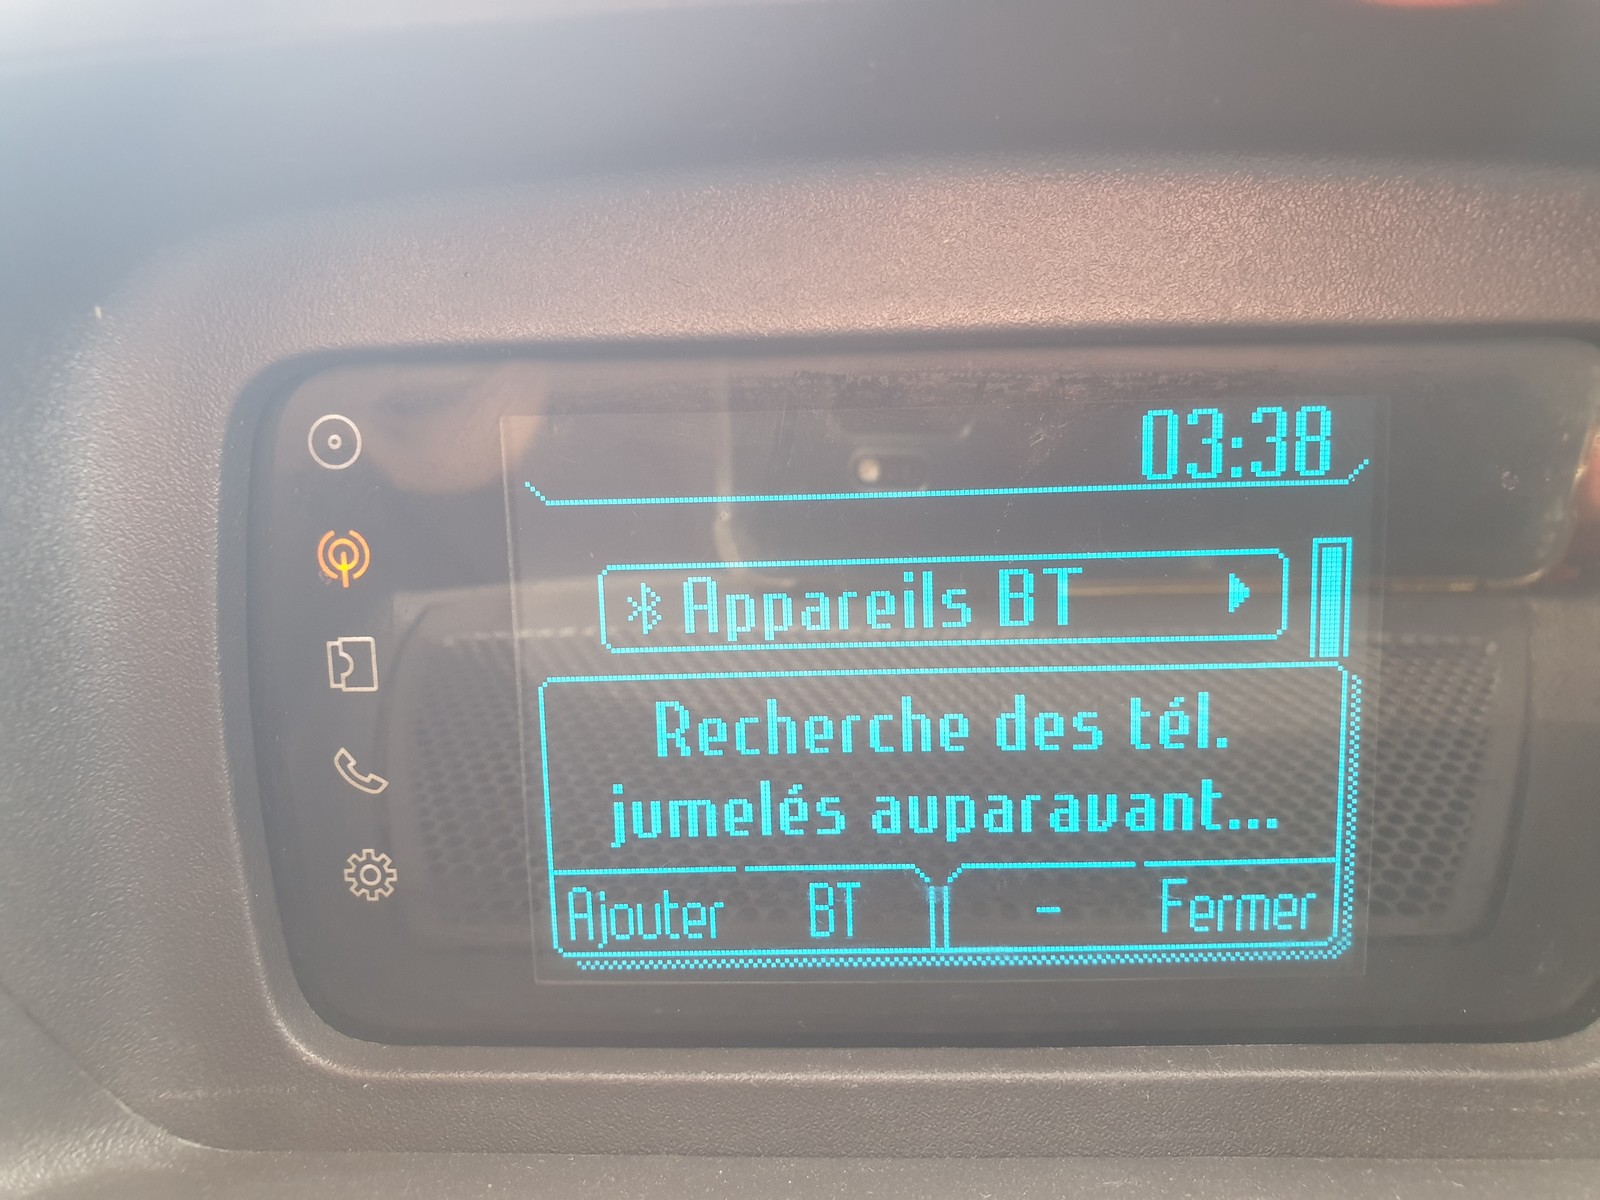 03:38
Appareils BT
Recherche des tél.
jumelés auparavant...
Ajouter BT - Fermer